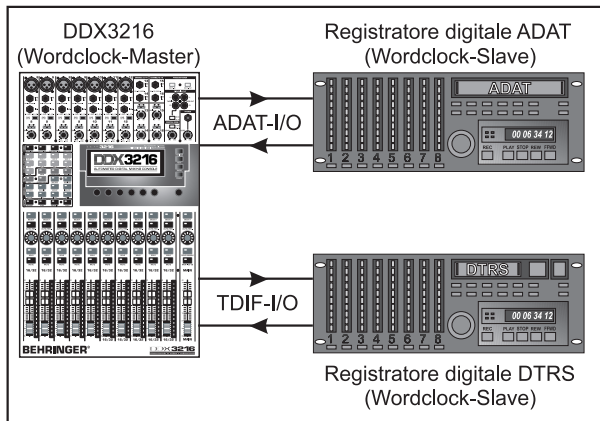 DDX3216
(Wordclock-Master)
Registratore digitale ADAT
(Wordclock-Slave)
ADAT-I/O
ADAT
00 06 34 12
REC PLAY STOP REW FFWD
1 2 3 4 5 6 7 8
DDX3216
AUTOMATED DIGITAL MIXING CONSOLE
TDIF-I/O
DTRS
00 06 34 12
REC PLAY STOP REW FFWD
1 2 3 4 5 6 7 8
BEHRINGER
DDX3216
Registratore digitale DTRS
(Wordclock-Slave)